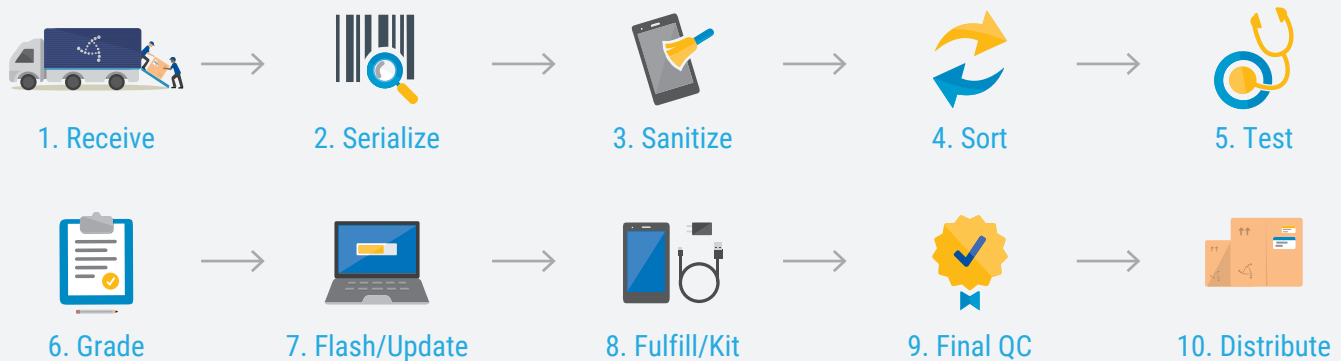 1. Receive
2. Serialize
3. Sanitize
4. Sort
5. Test
6. Grade
7. Flash/Update
8. Fulfill/Kit
9. Final QC
10. Distribute